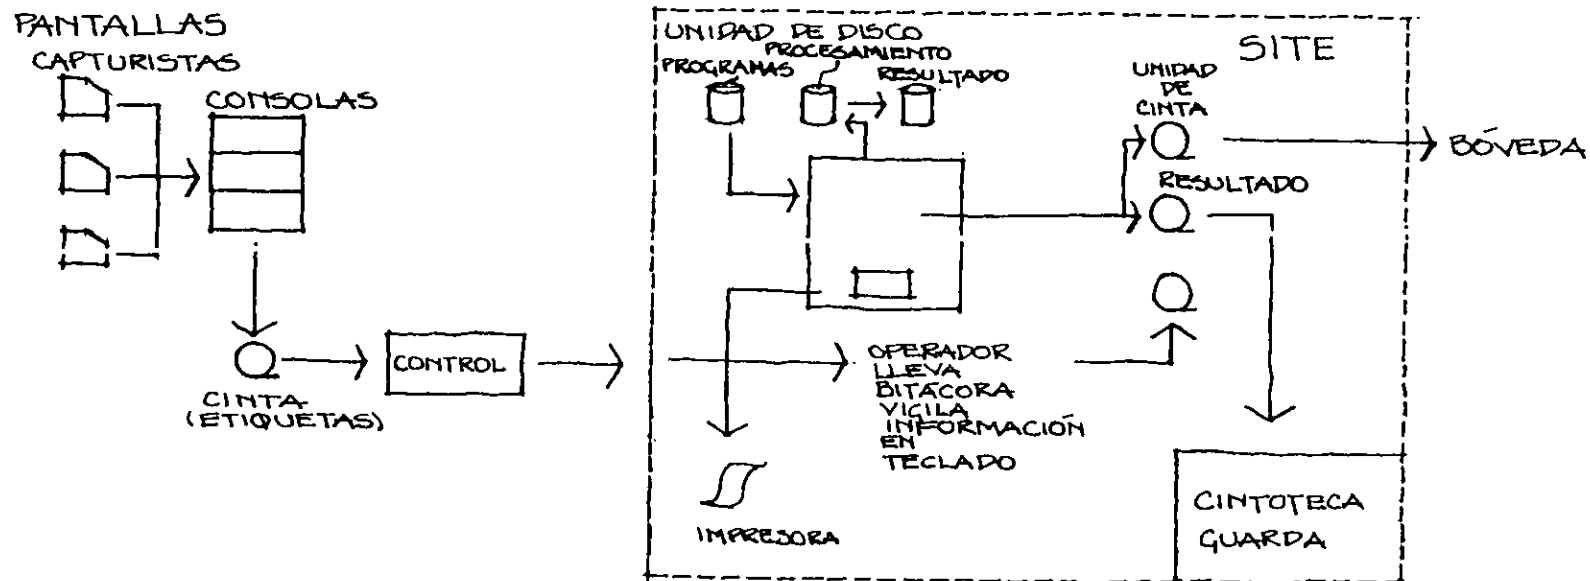 PANTALLAS
CAPTURISTAS
CONSOLAS
CINTA
(ETIQUETAS)
CONTROL
UNIDAD DE DISCO
PROCESAMIENTO
PROGRAMAS
RESULTADO
SITE
UNIDAD
DE
CINTA
BÓVEDA
RESULTADO
OPERADOR
LLEVA
BITÁCORA
VIGILA
INFORMACIÓN
EN
TECLADO
IMPRESORA
CINTOTECA
GUARDA